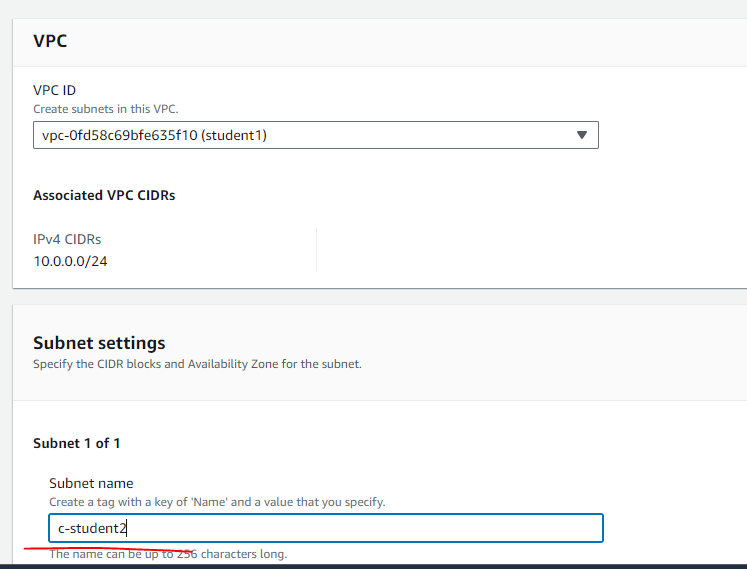 VPC
VPC ID
Create subnets in this VPC.
vpc-0fd58c69bfe635f10 (student1)
Associated VPC CIDRs
IPv4 CIDRs
10.0.0.0/24
Subnet settings
Specify the CIDR blocks and Availability Zone for the subnet.
Subnet 1 of 1
Subnet name
Create a tag with a key of 'Name' and a value that you specify.
c-student2
The name can be up to 256 characters long.